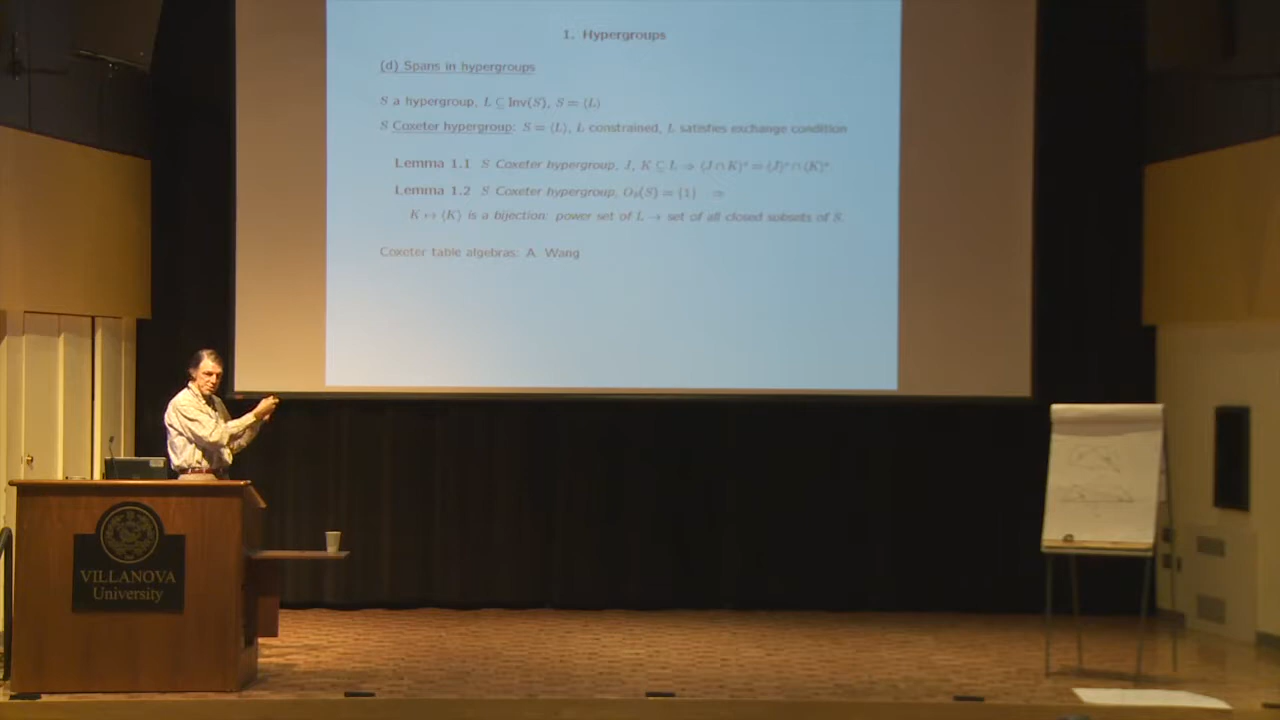 1. Hypergroups
(d) Spans in hypergroups
S a hypergroup, L ⊆ Inv(S), S = ⟨L⟩
S Coxeter hypergroup: S = ⟨L⟩, L constrained, L satisfies exchange condition
Lemma 1.1 S Coxeter hypergroup, J, K ⊆ L ⇒ ⟨J ∩ K⟩ = ⟨J⟩ ∩ ⟨K⟩
Lemma 1.2 S Coxeter hypergroup, (S) = {1} ⇒
K ↦ ⟨K⟩ is a bijection: power set of L → set of all closed subsets of S.
Coxeter table algebras: A. Wang
VILLANOVA
University